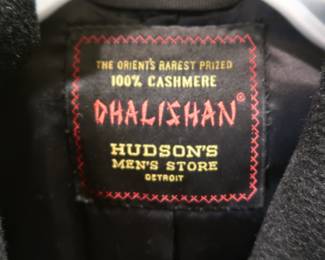 THE ORIENT'S RAREST PRIZED
100% CASHMERE
DHALISHAN®
HUDSON'S
MEN'S STORE
DETROIT